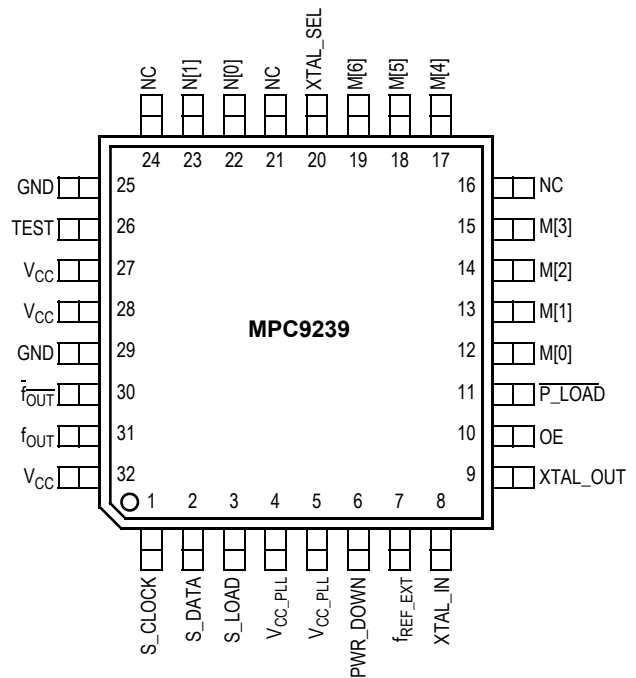 NC
N[1]
N[0]
NC
XTAL_SEL
M[6]
M[5]
M[4]
24 23 22 21 20 19 18 17
GND 25 16 NC
TEST 26 15 M[3]
VCC 27 14 M[2]
VCC 28 13 M[1]
MPC9239
GND 29 12 M[0]
f̅OUT 30 11 P_LOAD
fOUT 31 10 OE
VCC 32 9 XTAL_OUT
1 2 3 4 5 6 7 8
S_CLOCK
S_DATA
S_LOAD
VCC_PLL
VCC_PLL
PWR_DOWN
fREF_EXT
XTAL_IN